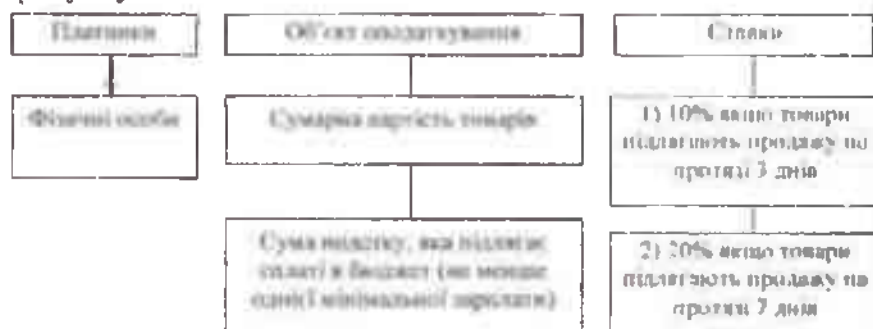 Платники
Об'єкт оподаткування
Ставки
Фізичні особи
Сумарна вартість товарів
1) 10% якщо товари
підлягають продажу на
протязі 3 днів
Сума податку, яка підлягає
сплаті в бюджет (не менше
однієї мінімальної зарплати)
2) 20% якщо товари
підлягають продажу на
протязі 7 днів